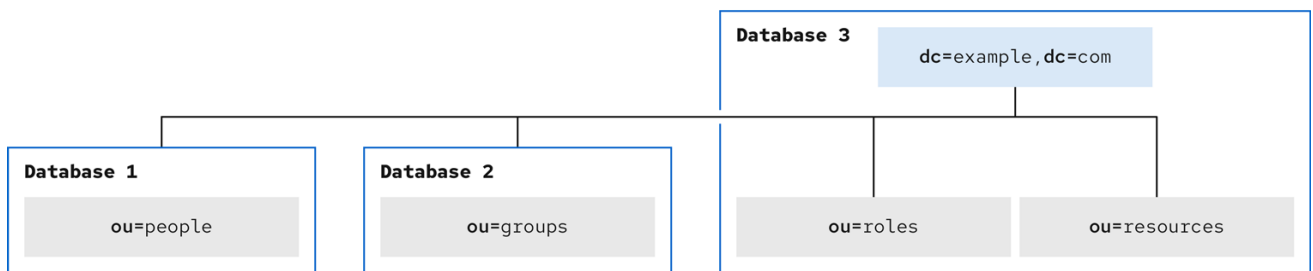 Database 3
dc=example,dc=com
Database 1
Database 2
ou=people
ou=groups
ou=roles
ou=resources